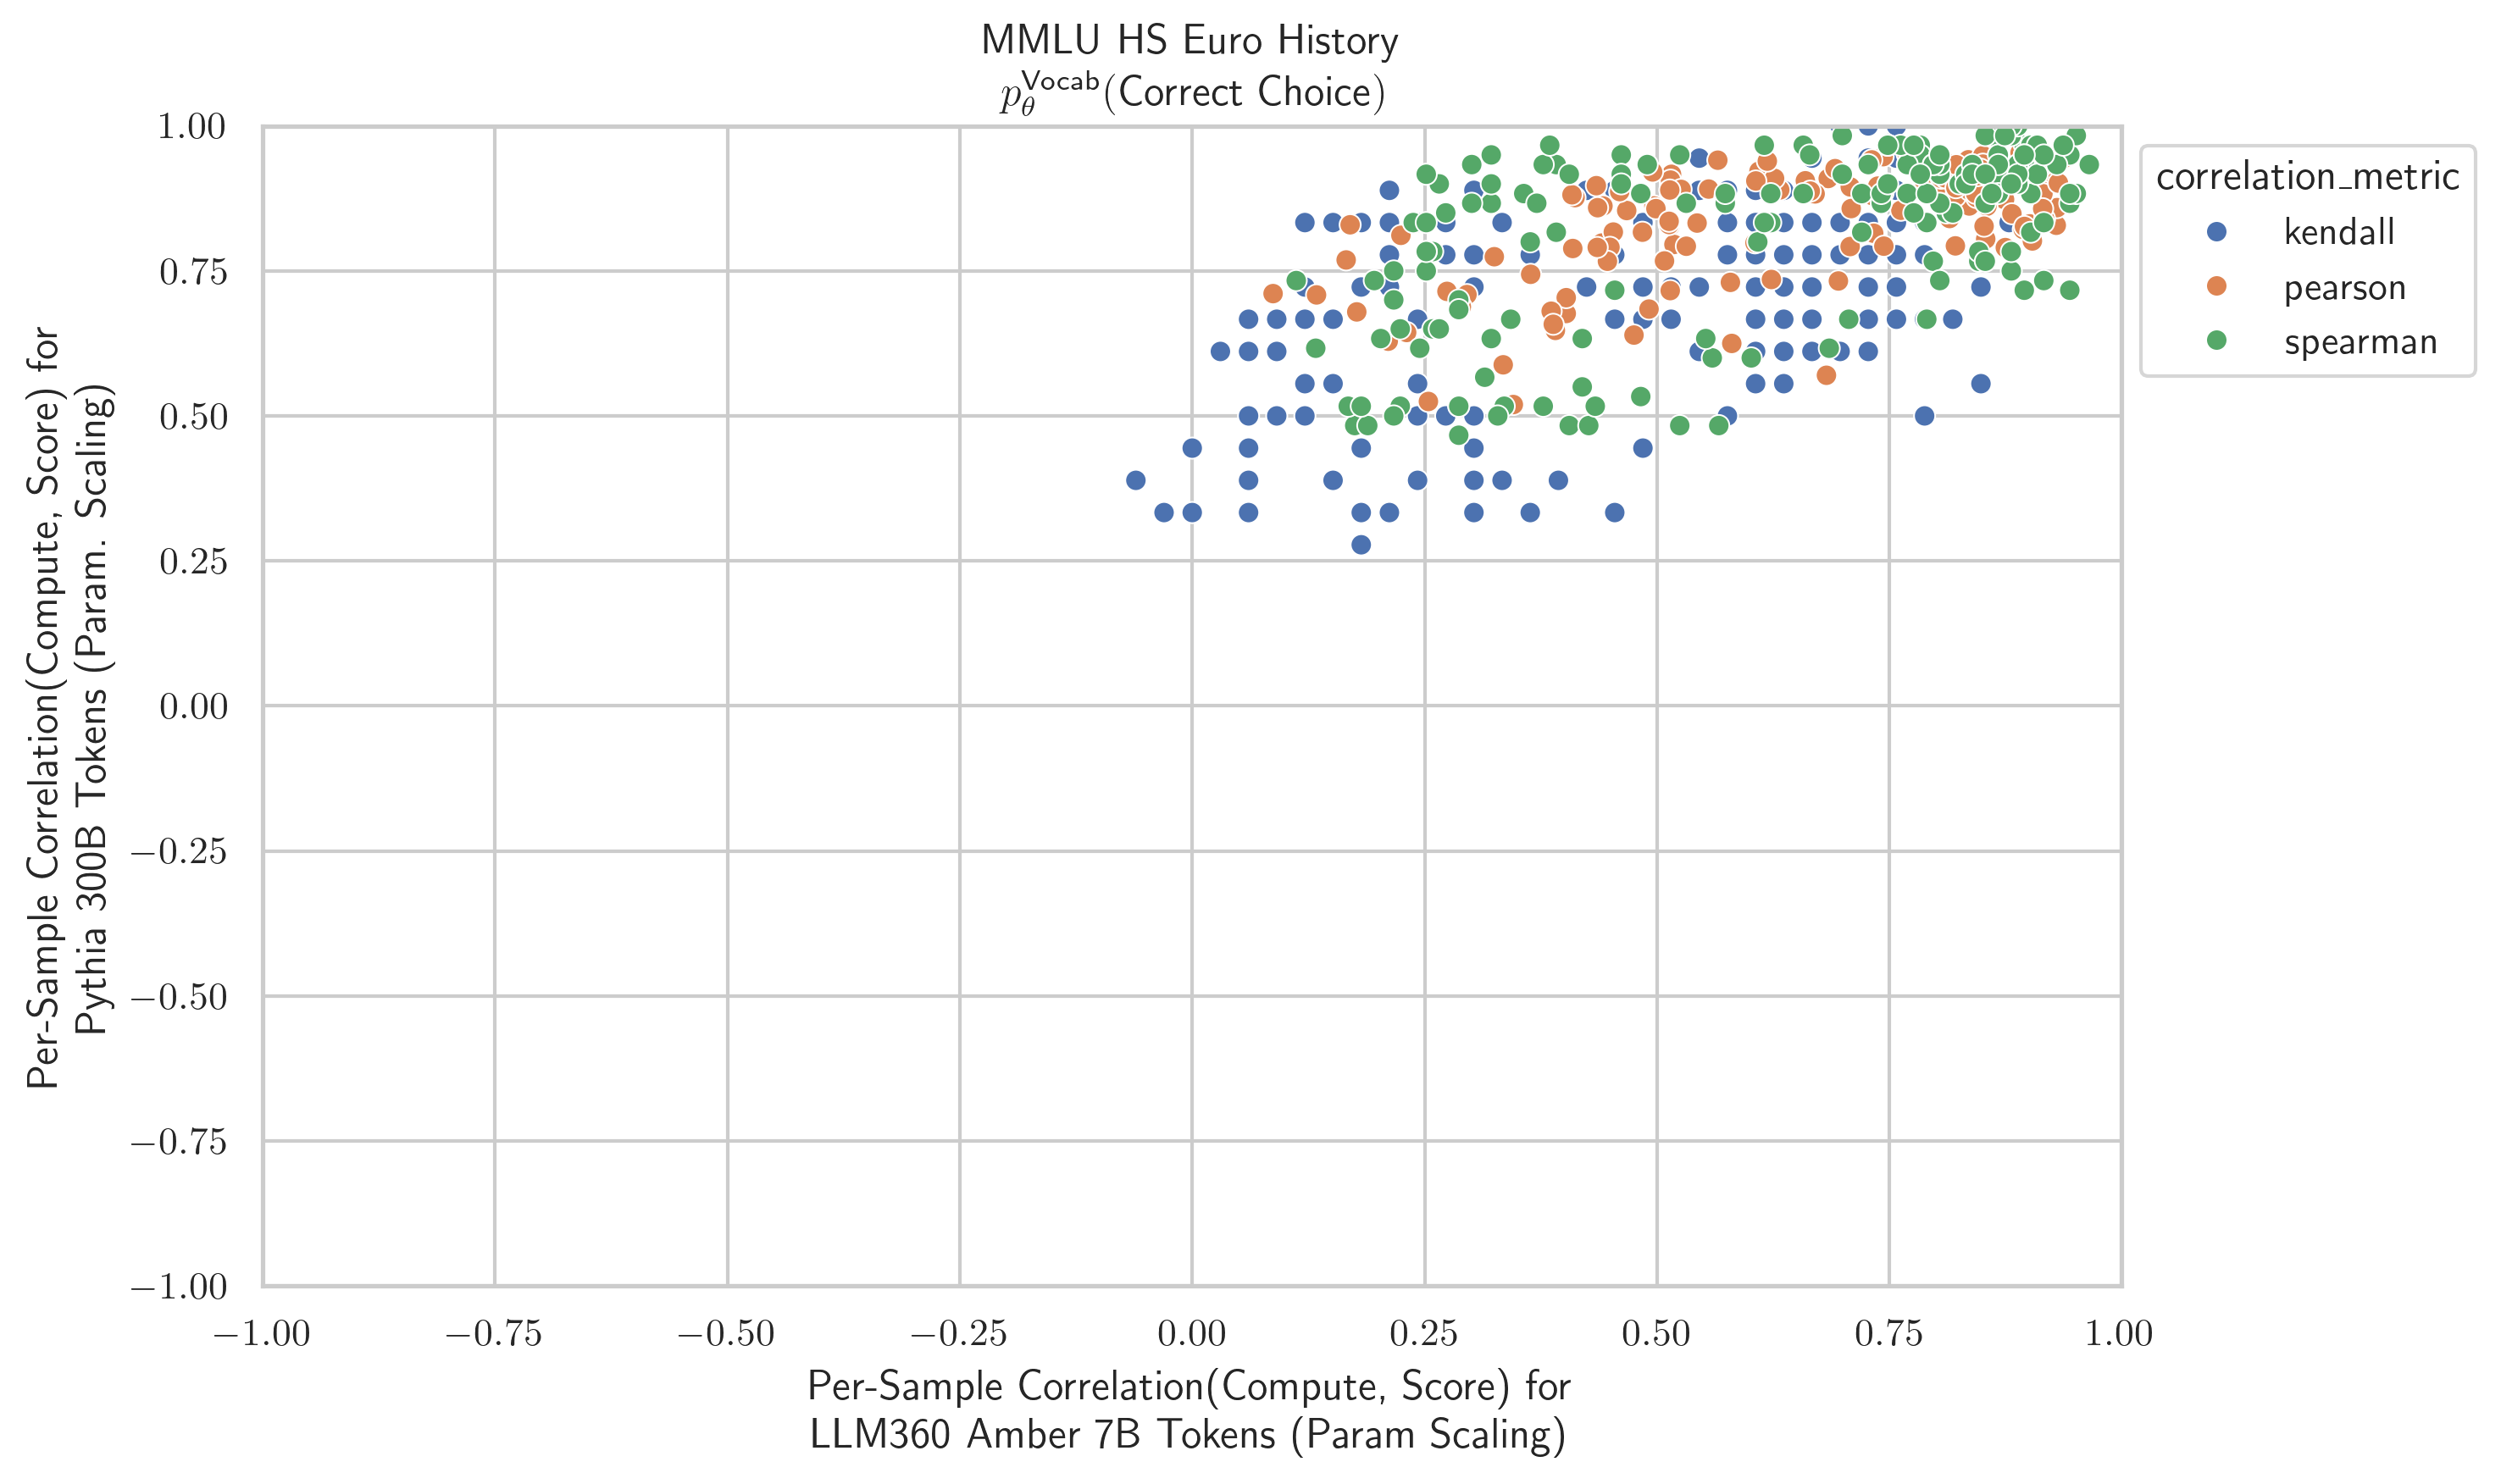 MMLU HS Euro History
p_θ^Vocab(Correct Choice)
1.00
0.75
0.50
0.25
0.00
−0.25
−0.50
−0.75
−1.00
Per-Sample Correlation(Compute, Score) for
Pythia 300B Tokens (Param. Scaling)
−1.00
−0.75
−0.50
−0.25
0.00
0.25
0.50
0.75
1.00
Per-Sample Correlation(Compute, Score) for
LLM360 Amber 7B Tokens (Param Scaling)
correlation_metric
kendall
pearson
spearman